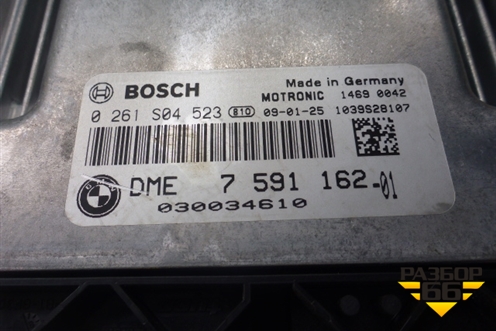 BOSCH
Made in Germany
MOTRONIC 1469 0042
0 261 S04 523 B10 09-01-25 1039S28107
DME 7 591 162-01
030034610
РАЗБОР
66